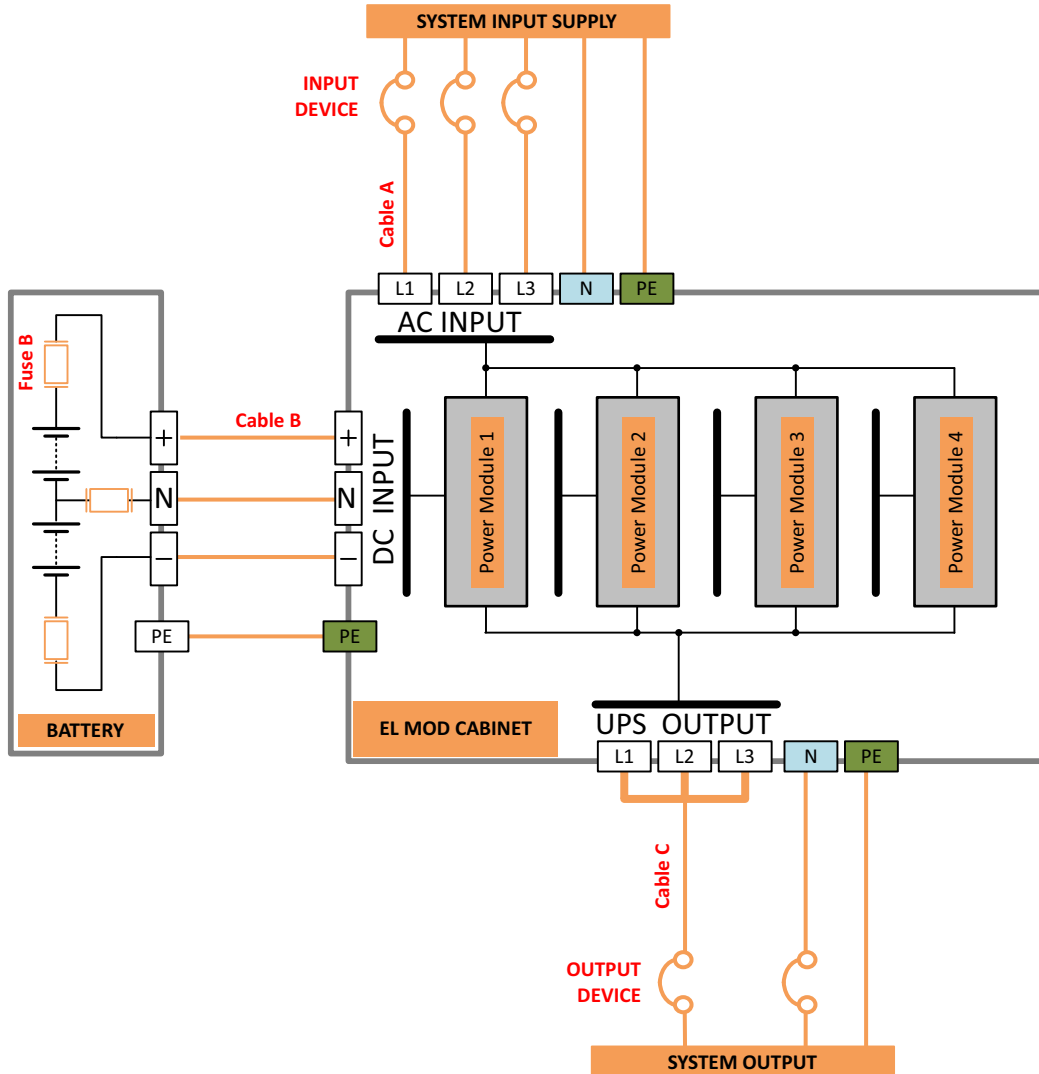 SYSTEM INPUT SUPPLY
INPUT
DEVICE
Cable A
L1 L2 L3 N PE
AC INPUT
Fuse B
Cable B
+ +
N N
− −
PE PE
DC INPUT
Power Module 1
Power Module 2
Power Module 3
Power Module 4
BATTERY
EL MOD CABINET
UPS OUTPUT
L1 L2 L3 N PE
Cable C
OUTPUT
DEVICE
SYSTEM OUTPUT